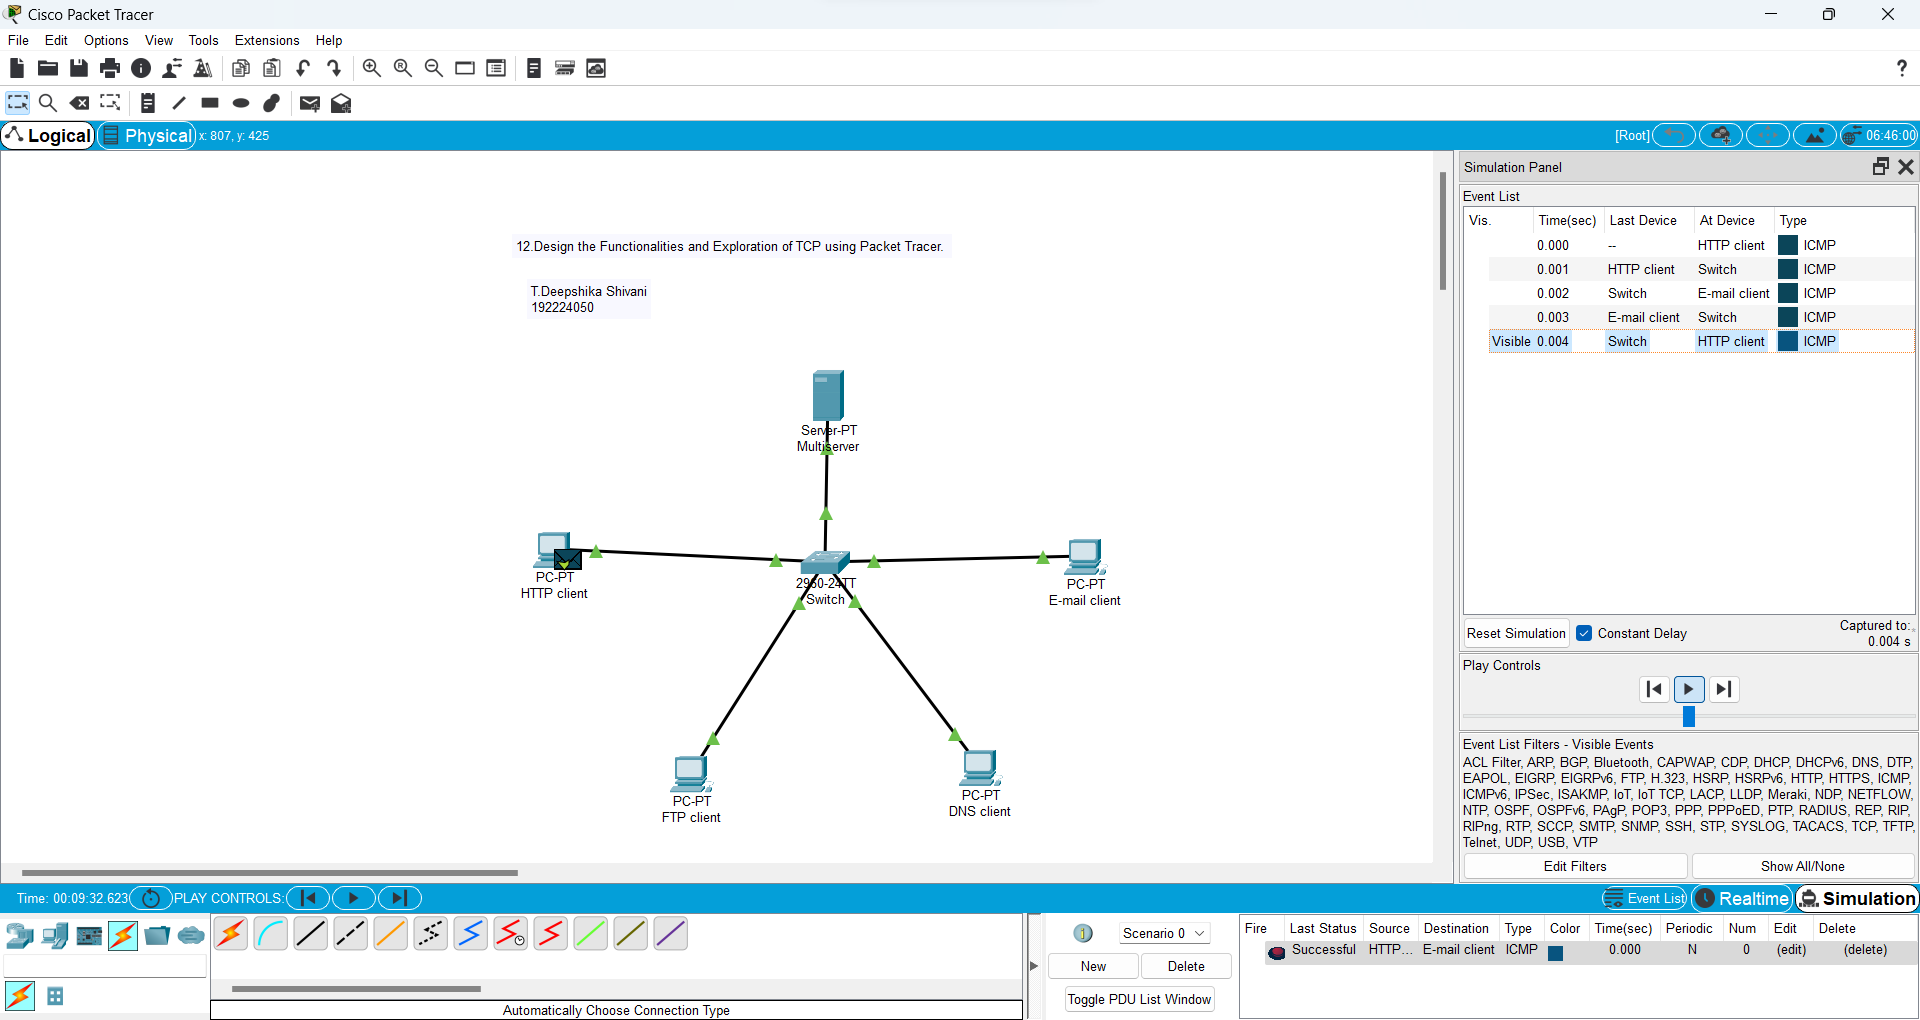 Cisco Packet Tracer
File Edit Options View Tools Extensions Help
Logical Physical x: 807, y: 425 [Root] 06:46:00
12.Design the Functionalities and Exploration of TCP using Packet Tracer.
T.Deepshika Shivani
192224050
Server-PT
Multiserver
PC-PT
HTTP client
2960-24TT
Switch
PC-PT
E-mail client
PC-PT
FTP client
PC-PT
DNS client
Simulation Panel
Event List
Vis. Time(sec) Last Device At Device Type
0.000 -- HTTP client ICMP
0.001 HTTP client Switch ICMP
0.002 Switch E-mail client ICMP
0.003 E-mail client Switch ICMP
Visible 0.004 Switch HTTP client ICMP
Reset Simulation Constant Delay Captured to:
0.004 s
Play Controls
Event List Filters - Visible Events
ACL Filter, ARP, BGP, Bluetooth, CAPWAP, CDP, DHCP, DHCPv6, DNS, DTP,
EAPOL, EIGRP, EIGRPv6, FTP, H.323, HSRP, HSRPv6, HTTP, HTTPS, ICMP,
ICMPv6, IPSec, ISAKMP, IoT, IoT TCP, LACP, LLDP, Meraki, NDP, NETFLOW,
NTP, OSPF, OSPFv6, PAgP, POP3, PPP, PPPoED, PTP, RADIUS, REP, RIP,
RIPng, RTP, SCCP, SMTP, SNMP, SSH, STP, SYSLOG, TACACS, TCP, TFTP,
Telnet, UDP, USB, VTP
Edit Filters Show All/None
Time: 00:09:32.623 PLAY CONTROLS: Event List Realtime Simulation
Scenario 0
New Delete
Toggle PDU List Window
Fire Last Status Source Destination Type Color Time(sec) Periodic Num Edit Delete
Successful HTTP... E-mail client ICMP 0.000 N 0 (edit) (delete)
Automatically Choose Connection Type